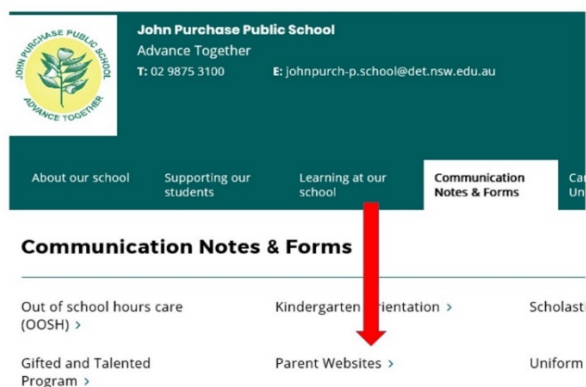 JOHN PURCHASE PUBLIC SCHOOL
ADVANCE TOGETHER
John Purchase Public School
Advance Together
T: 02 9875 3100 E: johnpurch-p.school@det.nsw.edu.au
About our school
Supporting our
students
Learning at our
school
Communication
Notes & Forms
Communication Notes & Forms
Out of school hours care
(OOSH) >
Kindergarten >
Gifted and Talented
Program >
Parent Websites >
Uniform